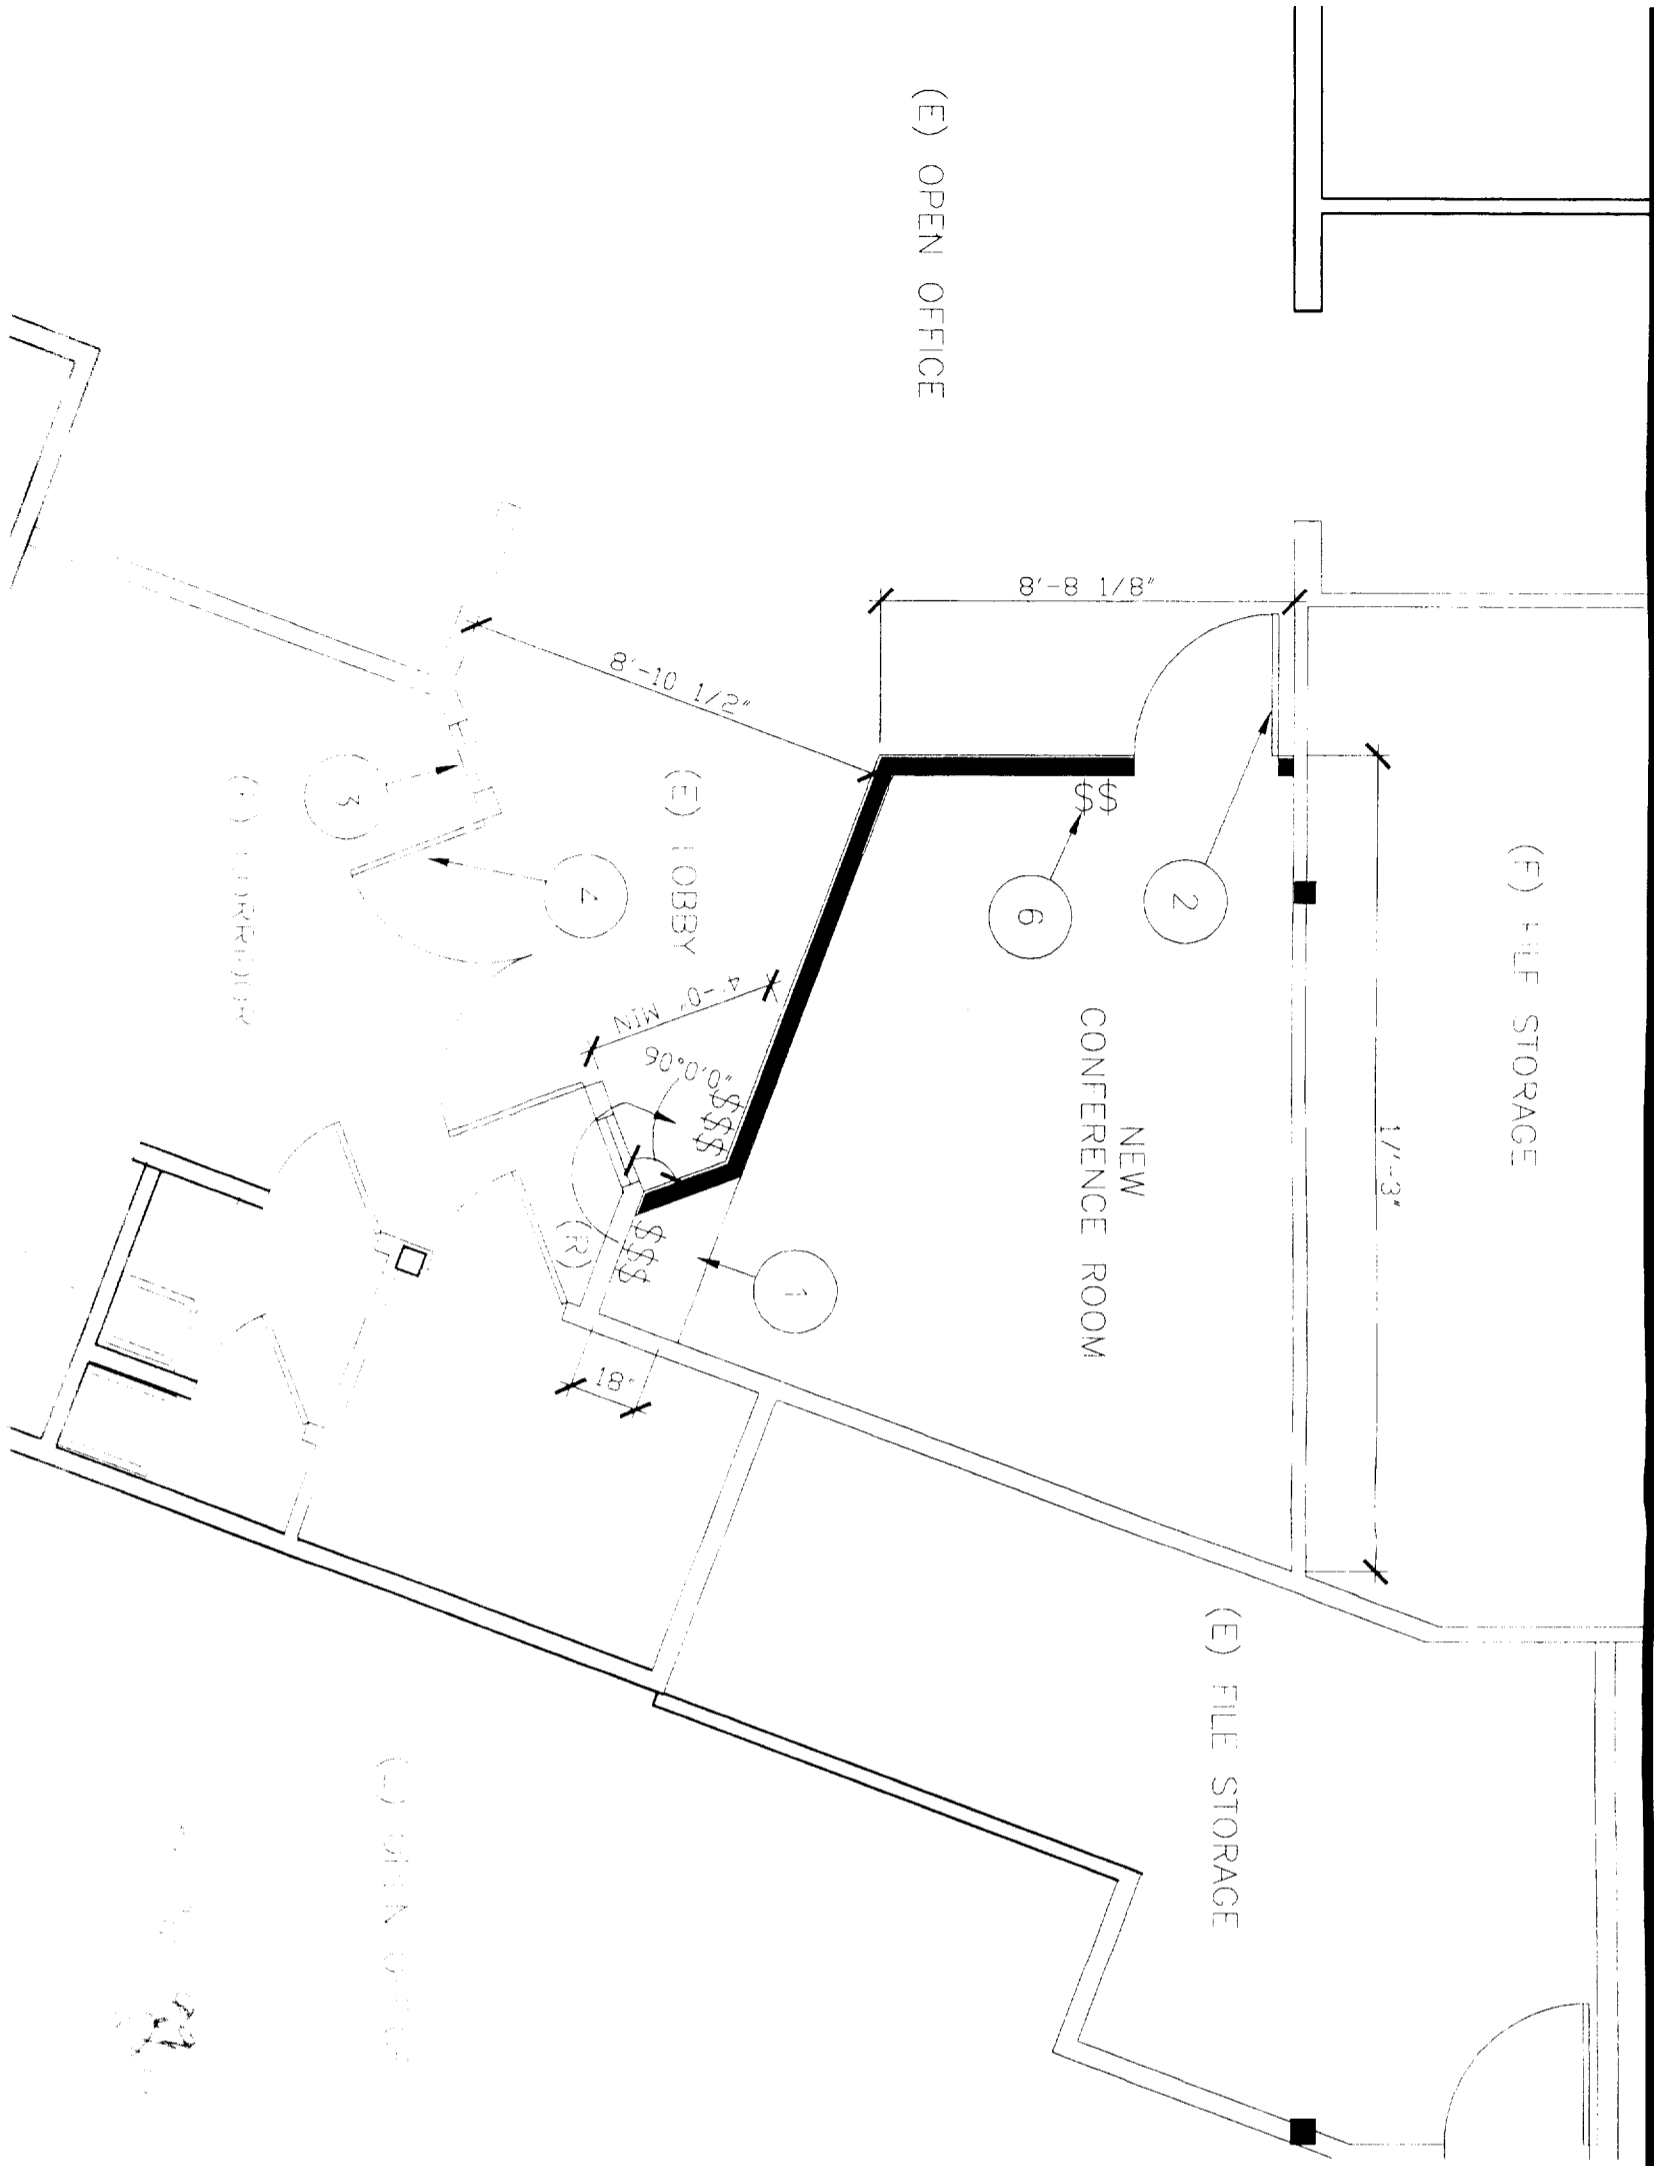 (E) OPEN OFFICE
8'-8 1/8"
8'-10 1/2"
(E) LOBBY
3
4
$$
6
2
STORAGE
17'-3"
NEW
CONFERENCE ROOM
4'-0" MIN
90°0'0"
$$$
$$$
(R)
1
18"
(E) FILE STORAGE